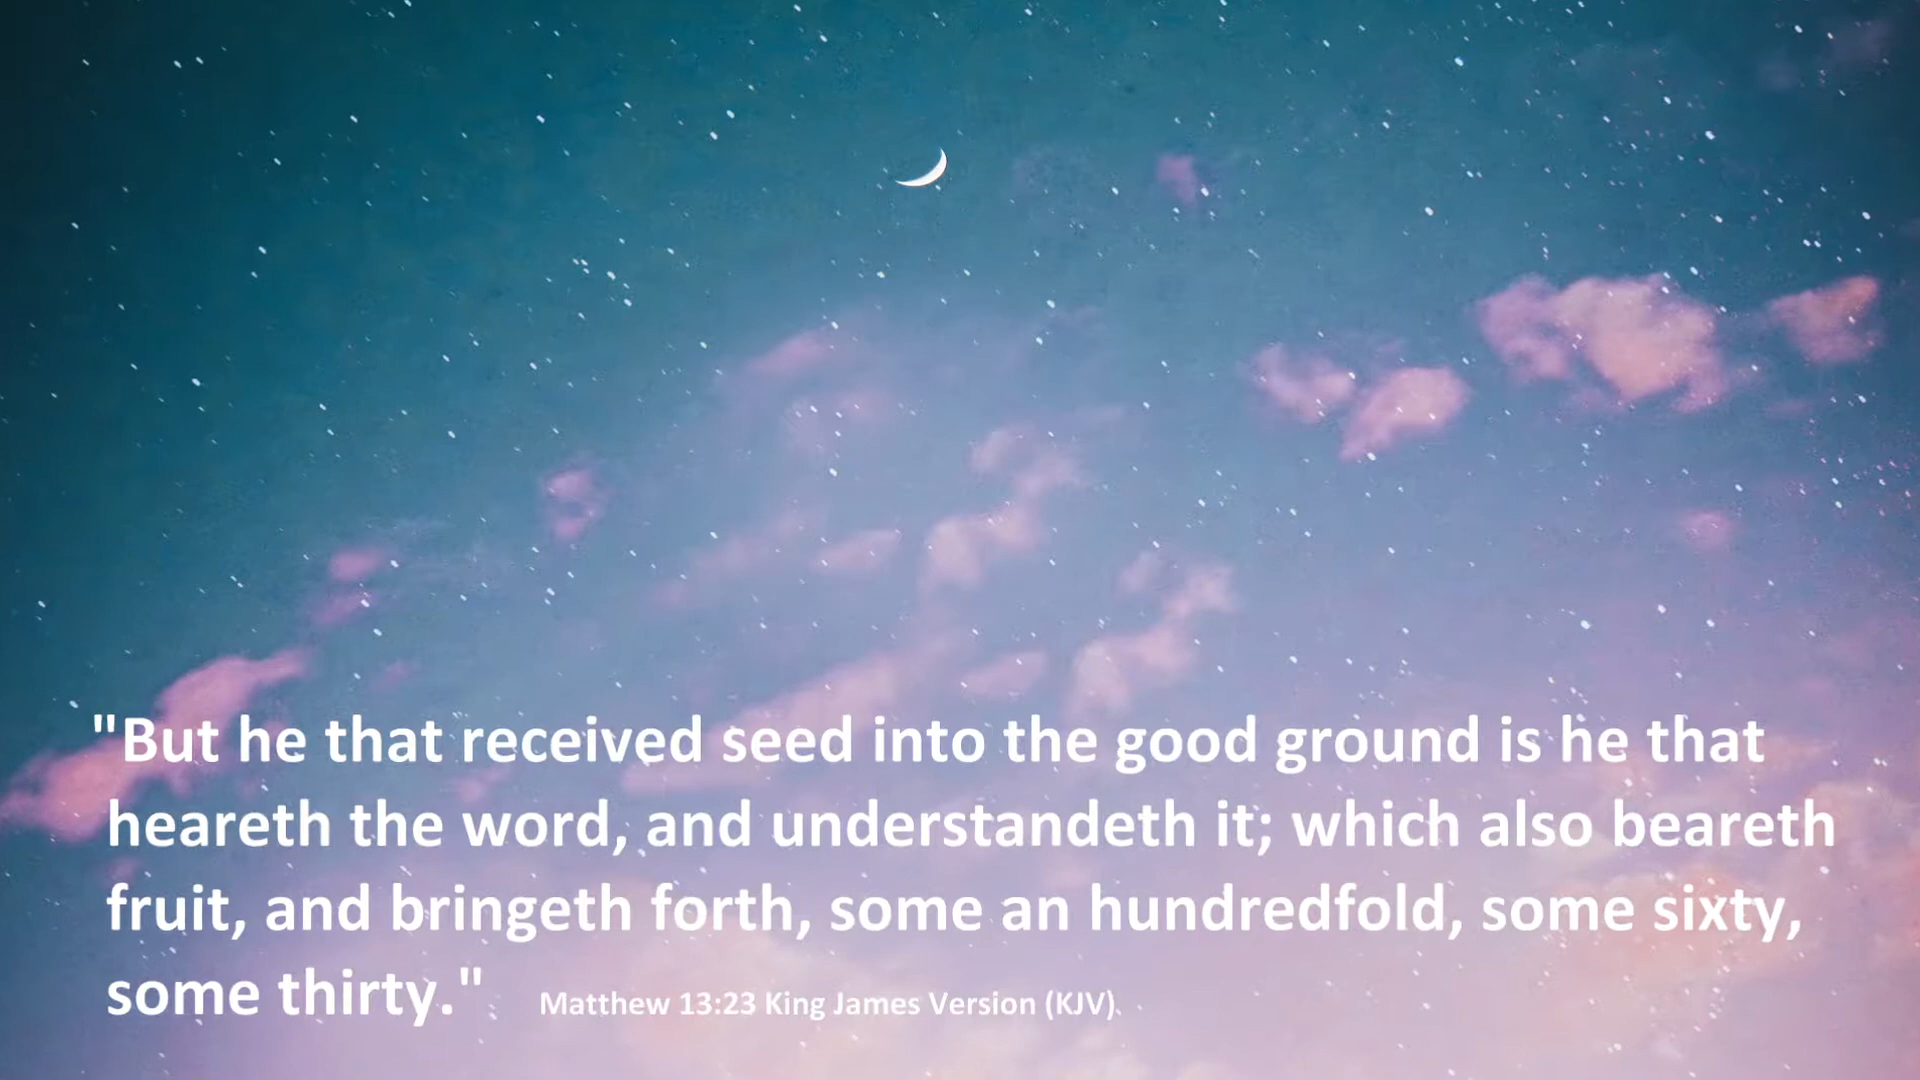 "But he that received seed into the good ground is he that
heareth the word, and understandeth it; which also beareth
fruit, and bringeth forth, some an hundredfold, some sixty,
some thirty." Matthew 13:23 King James Version (KJV)